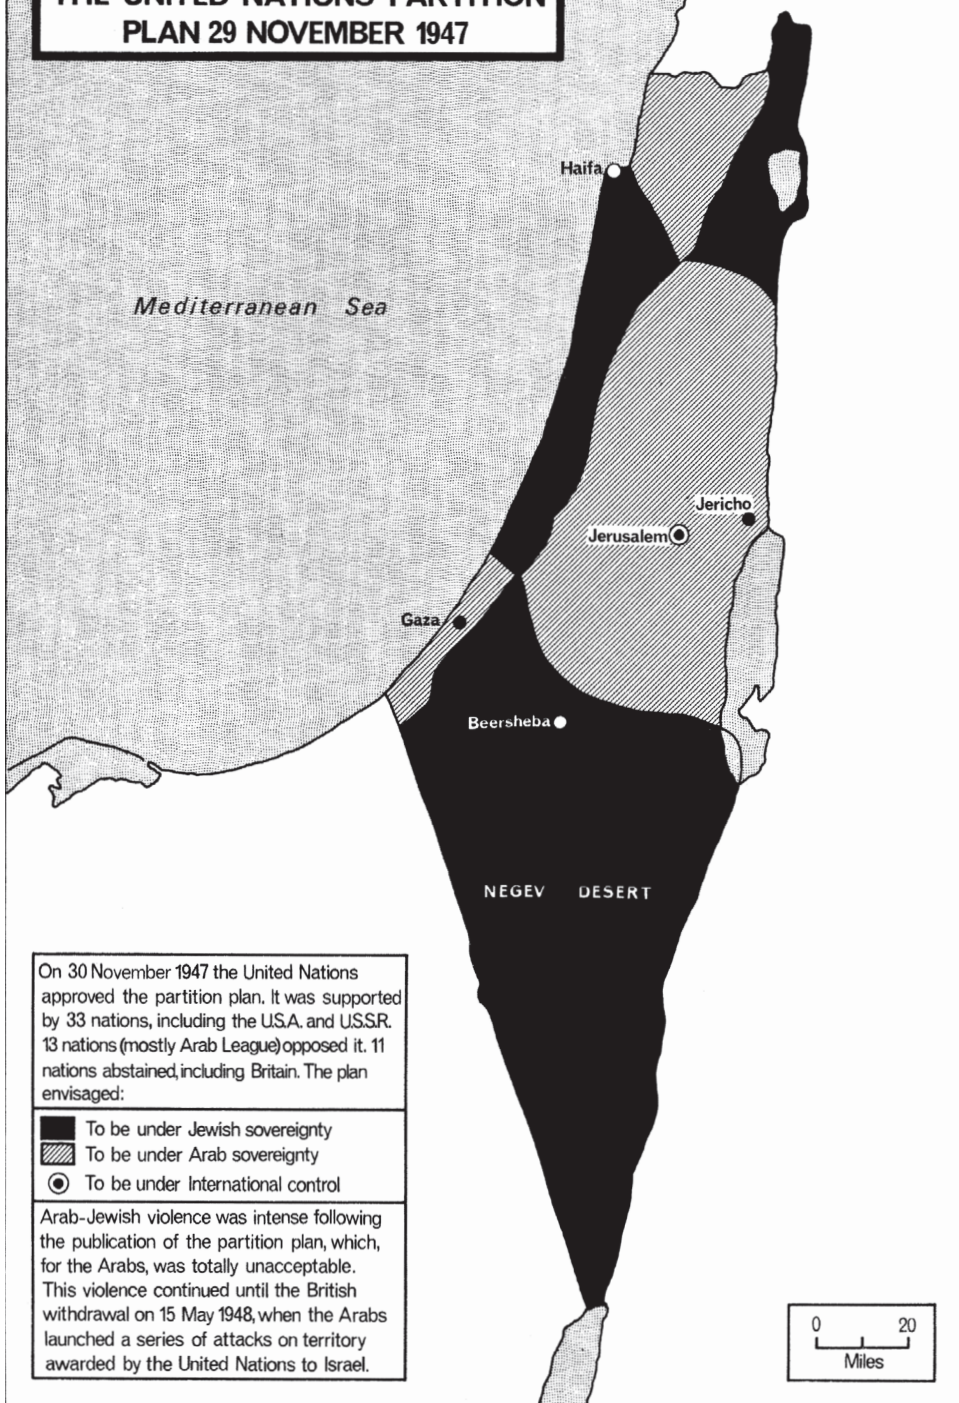 THE UNITED NATIONS PARTITION
PLAN 29 NOVEMBER 1947
Haifa
Mediterranean Sea
Jericho
Jerusalem
Gaza
Beersheba
NEGEV DESERT
On 30 November 1947 the United Nations
approved the partition plan. It was supported
by 33 nations, including the U.S.A. and U.S.S.R.
13 nations (mostly Arab League) opposed it. 11
nations abstained, including Britain. The plan
envisaged:
To be under Jewish sovereignty
To be under Arab sovereignty
To be under International control
Arab-Jewish violence was intense following
the publication of the partition plan, which,
for the Arabs, was totally unacceptable.
This violence continued until the British
withdrawal on 15 May 1948, when the Arabs
launched a series of attacks on territory
awarded by the United Nations to Israel.
0 20
Miles